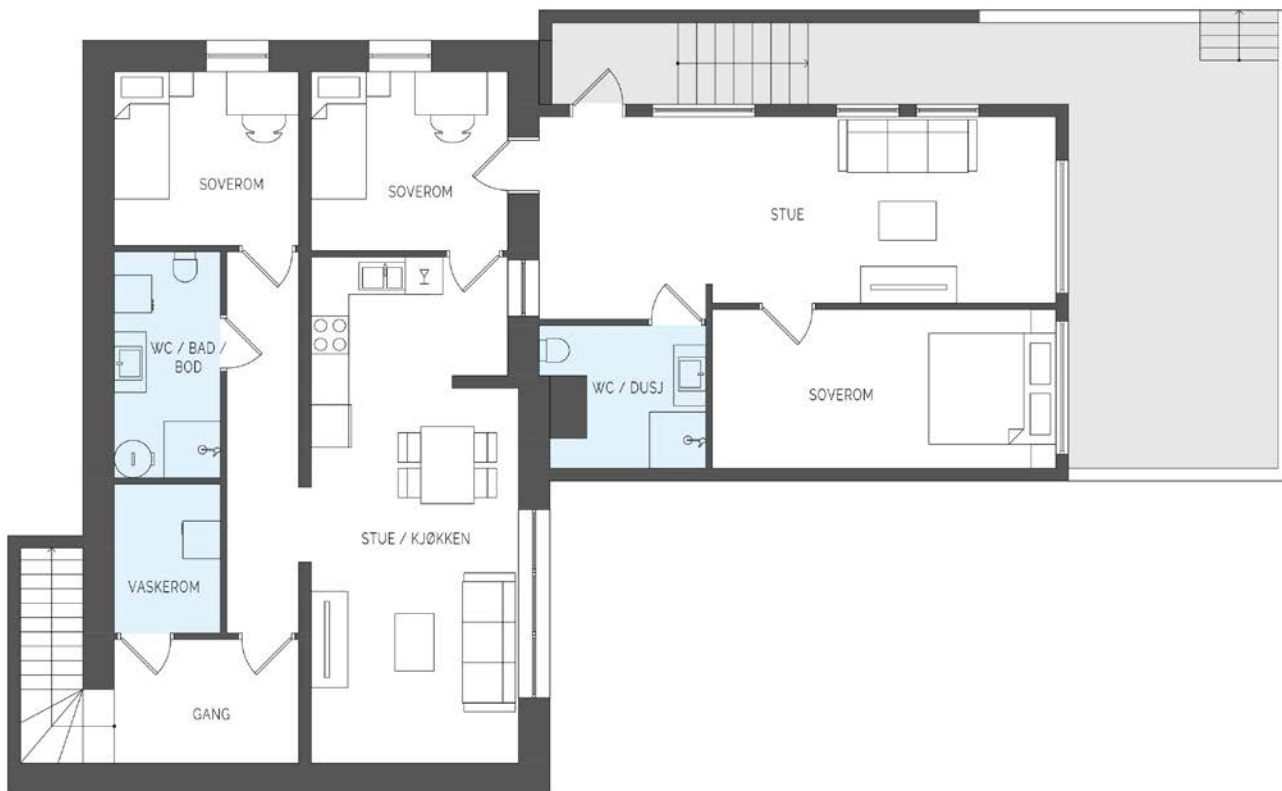 SOVEROM
SOVEROM
STUE
WC / BAD /
BOD
WC / DUSJ
SOVEROM
STUE / KJØKKEN
VASKEROM
GANG